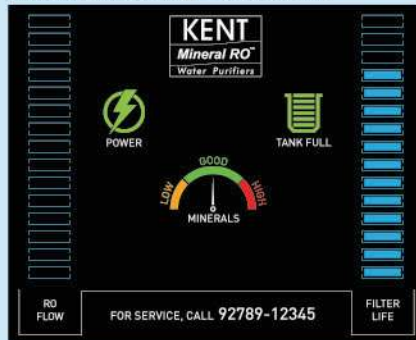 KENT
Mineral RO™
Water Purifiers
POWER
TANK FULL
LOW
GOOD
HIGH
MINERALS
RO
FLOW
FOR SERVICE, CALL 92789-12345
FILTER
LIFE